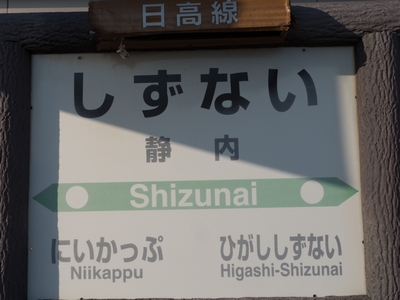 日高線
しずない
静内
Shizunai
にいかっぷ ひがししずない
Niikappu Higashi-Shizunai